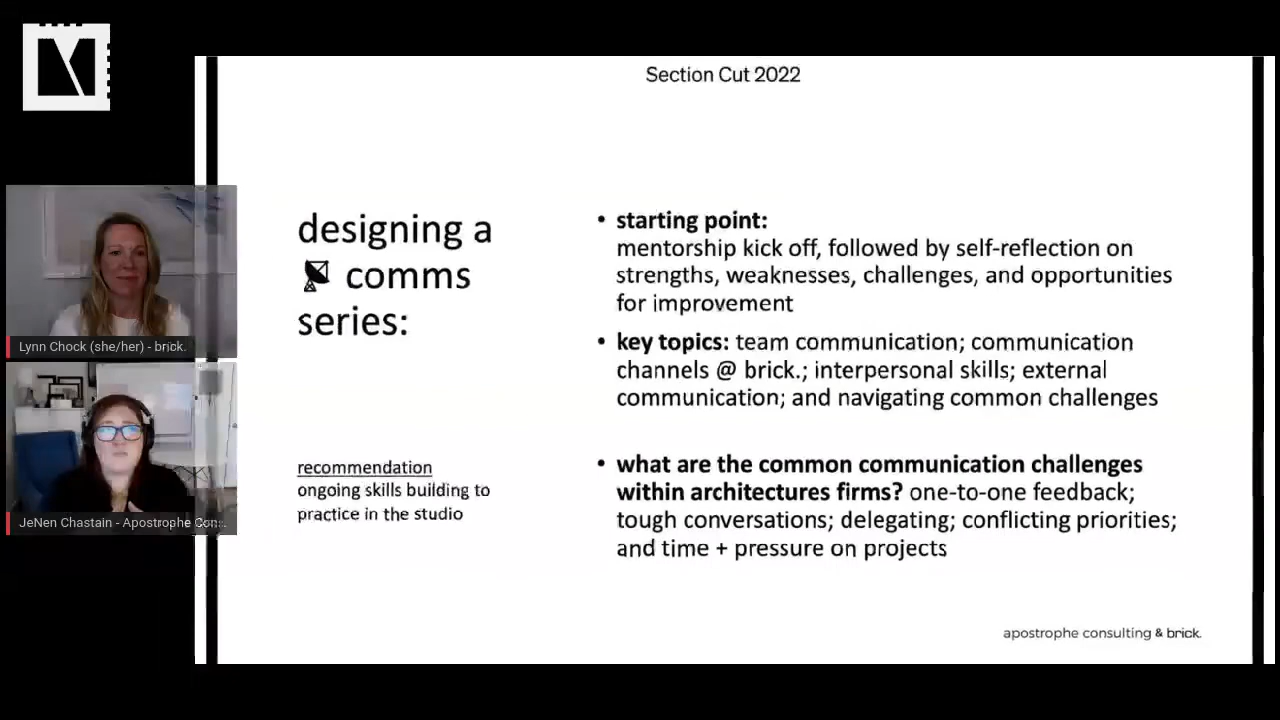 Section Cut 2022
designing a
comms
series:
recommendation
ongoing skills building to
practice in the studio
• starting point:
mentorship kick off, followed by self-reflection on
strengths, weaknesses, challenges, and opportunities
for improvement
• key topics: team communication; communication
channels @ brick.; interpersonal skills; external
communication; and navigating common challenges
• what are the common communication challenges
within architectures firms? one-to-one feedback;
tough conversations; delegating; conflicting priorities;
and time + pressure on projects
apostrophe consulting & brick.
Lynn Chock (she/her) - brick.
JeNen Chastain - Apostrophe Con...